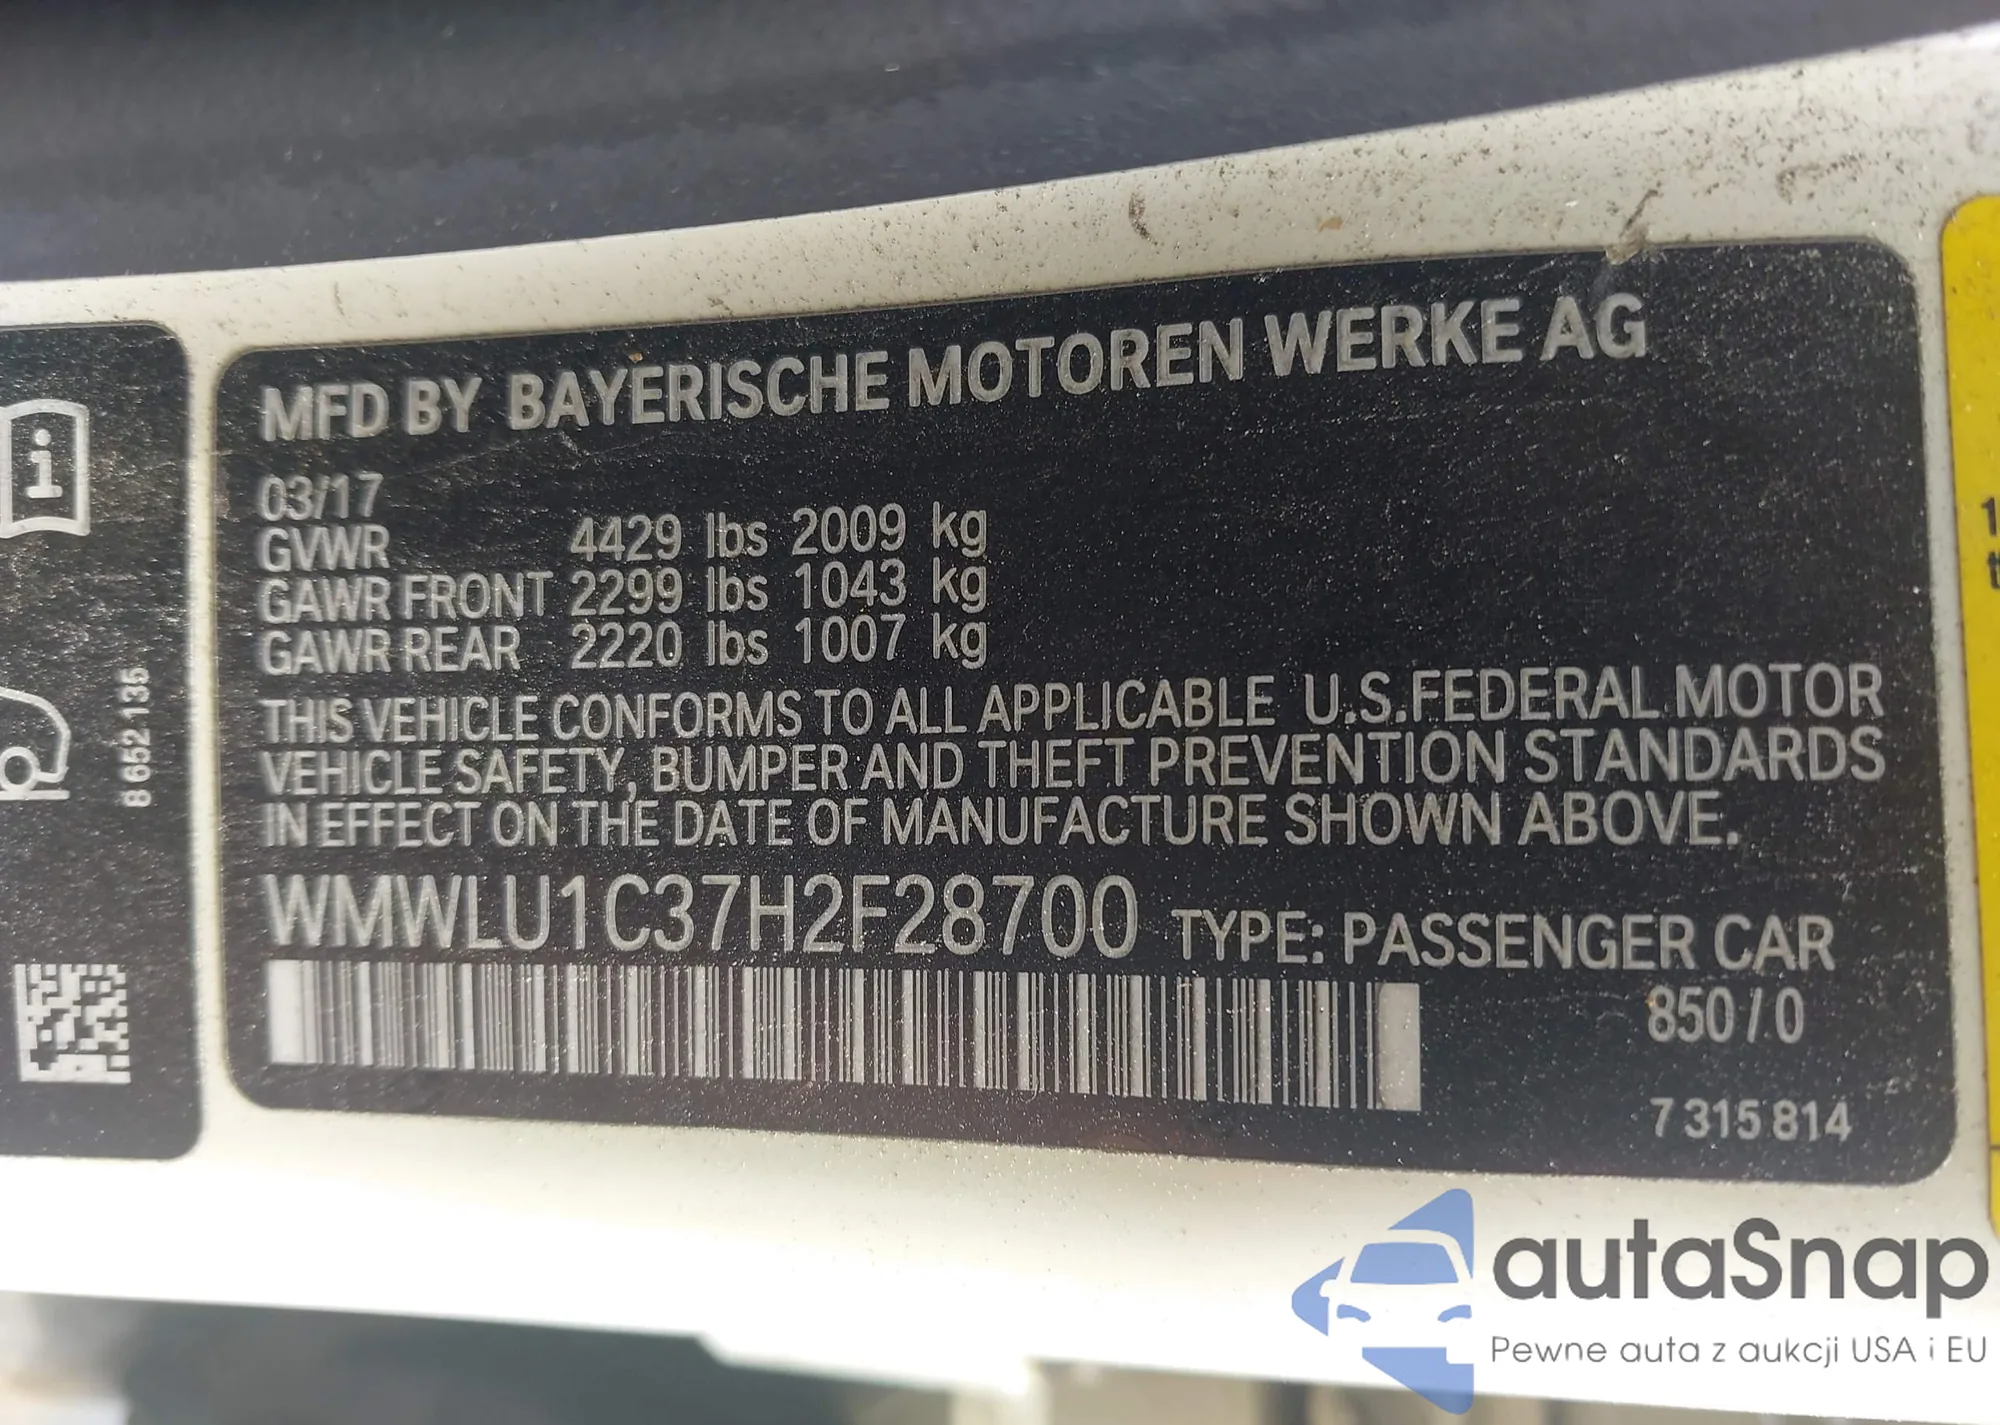 MFD BY BAYERISCHE MOTOREN WERKE AG
03/17
GVWR 4429 lbs 2009 kg
GAWR FRONT 2299 lbs 1043 kg
GAWR REAR 2220 lbs 1007 kg
THIS VEHICLE CONFORMS TO ALL APPLICABLE U.S.FEDERAL MOTOR
VEHICLE SAFETY, BUMPER AND THEFT PREVENTION STANDARDS
IN EFFECT ON THE DATE OF MANUFACTURE SHOWN ABOVE.
WMWLU1C37H2F28700 TYPE: PASSENGER CAR
850 / 0
7 315 814
8 652 135
i
autaSnap
Pewne auta z aukcji USA i EU